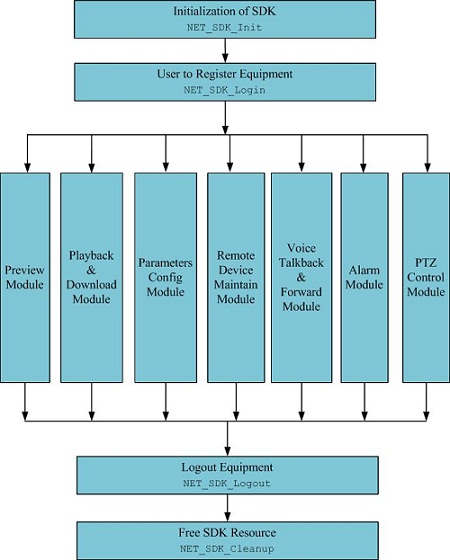 Initialization of SDK
NET_SDK_Init
User to Register Equipment
NET_SDK_Login
Preview
Module
Playback
&
Download
Module
Parameters
Config
Module
Remote
Device
Maintain
Module
Voice
Talkback
&
Forward
Module
Alarm
Module
PTZ
Control
Module
Logout Equipment
NET_SDK_Logout
Free SDK Resource
NET_SDK_Cleanup